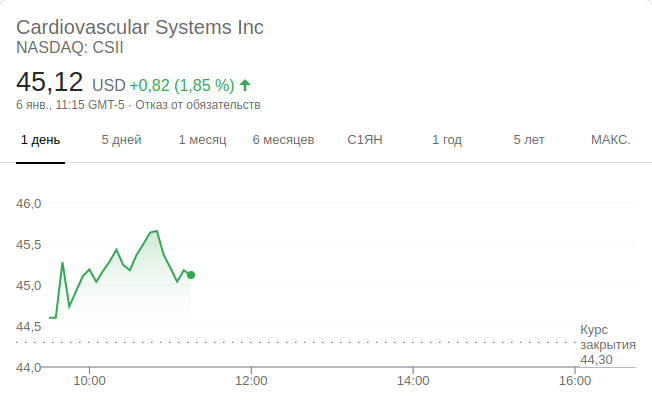 Cardiovascular Systems Inc
NASDAQ: CSII
45,12 USD +0,82 (1,85 %)
6 янв., 11:15 GMT-5 · Отказ от обязательств
1 день 5 дней 1 месяц 6 месяцев С1ЯН 1 год 5 лет МАКС.
46,0
45,5
45,0
44,5
Курс
закрытия
44,30
44,0
10:00 12:00 14:00 16:00